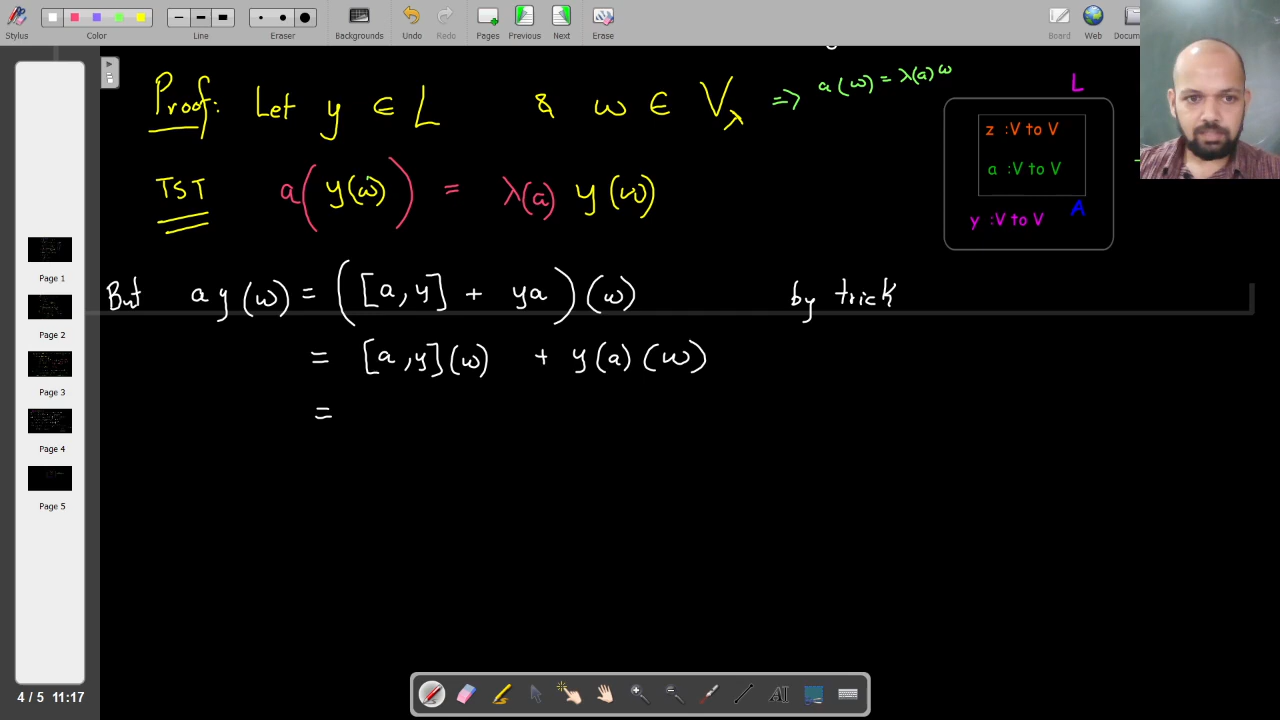 Stylus Color Line Eraser Backgrounds Undo Redo Pages Previous Next Erase Board Web
Proof: Let y ∈ L & w ∈ V_λ => a(w) = λ(a) w
L
z :V to V
a :V to V
A
y :V to V
TST a(y(w)) = λ(a) y(w)
But a y (w) = ([a, y] + ya)(w) by trick
= [a, y](w) + y(a)(w)
=
Page 1
Page 2
Page 3
Page 4
Page 5
4 / 5 11:17
AI